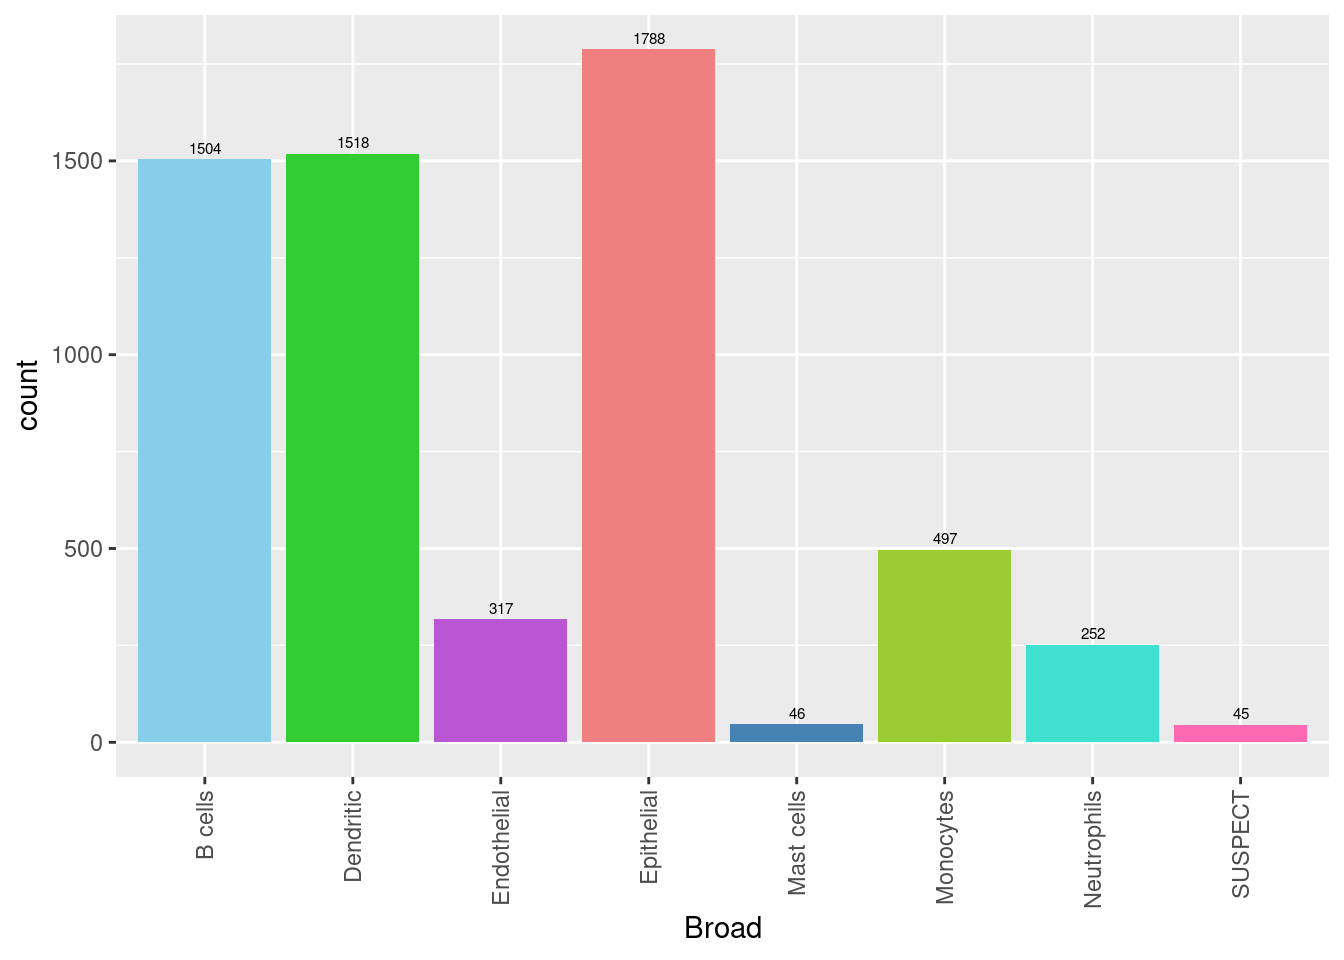 1788
1504
1518
317
46
497
252
45
1500
1000
500
0
count
B cells
Dendritic
Endothelial
Epithelial
Mast cells
Monocytes
Neutrophils
SUSPECT
Broad